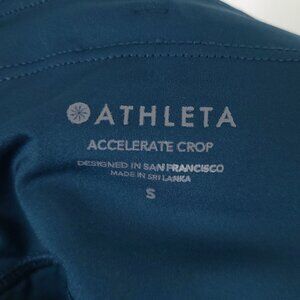 ATHLETA
ACCELERATE CROP
DESIGNED IN SAN FRANCISCO
MADE IN SRI LANKA
S